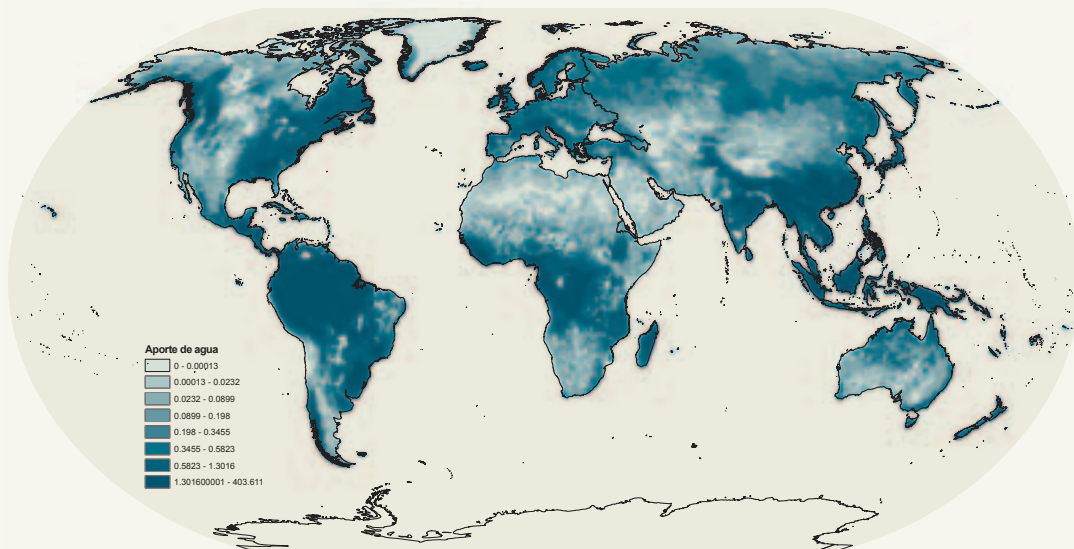 Aporte de agua
0 - 0.00013
0.00013 - 0.0232
0.0232 - 0.0899
0.0899 - 0.198
0.198 - 0.3455
0.3455 - 0.5823
0.5823 - 1.3016
1.301600001 - 403.611